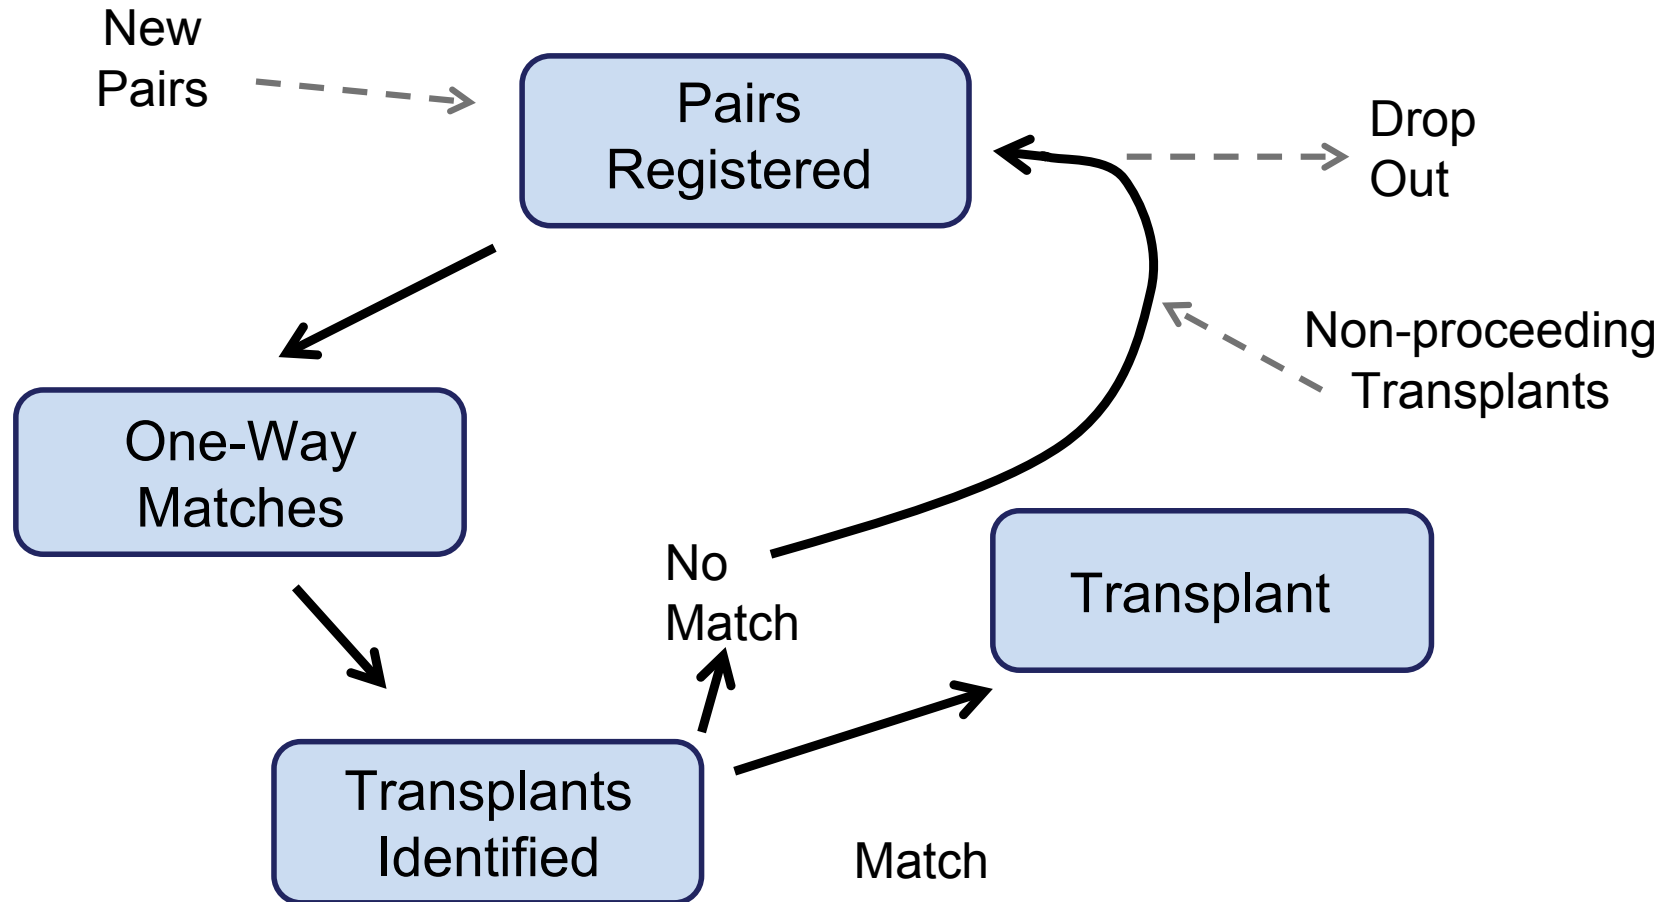 New
Pairs
Pairs
Registered
Drop
Out
Non-proceeding
Transplants
One-Way
Matches
No
Match
Transplant
Transplants
Identified
Match